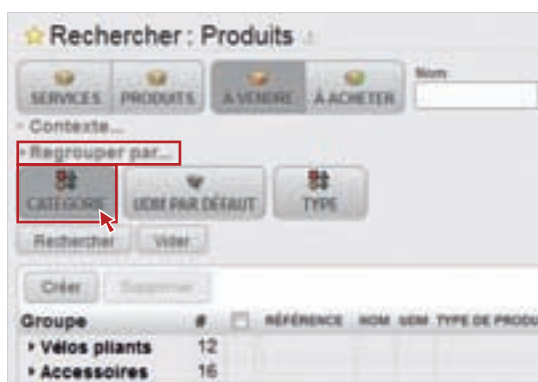 Rechercher : Produits
SERVICES PRODUITS A VENDRE A ACHETER Nom:
Contexte...
Regrouper par...
CATÉGORIE UDM PAR DÉFAUT TYPE
Rechercher Vider
Créer Supprimer
Groupe # RÉFÉRENCE NOM UDM TYPE DE PRODU
Vélos pliants 12
Accessoires 16